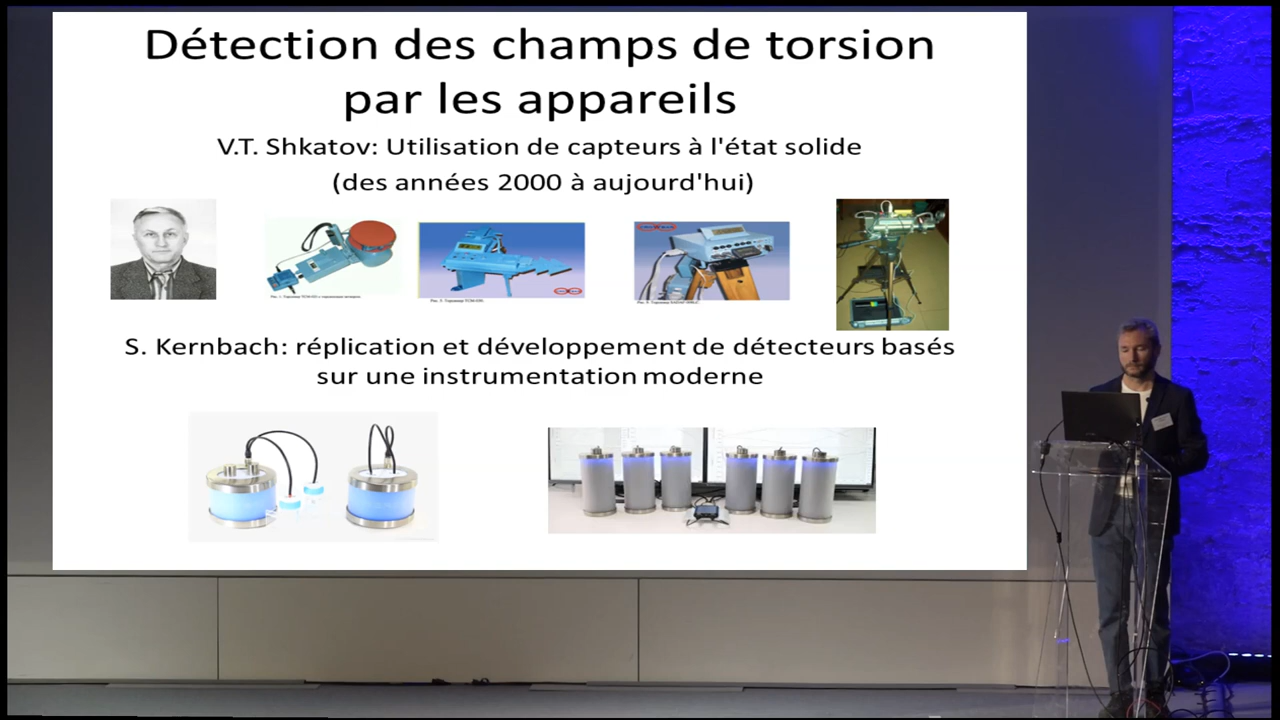 Détection des champs de torsion
par les appareils
V.T. Shkatov: Utilisation de capteurs à l'état solide
(des années 2000 à aujourd'hui)
S. Kernbach: réplication et développement de détecteurs basés
sur une instrumentation moderne